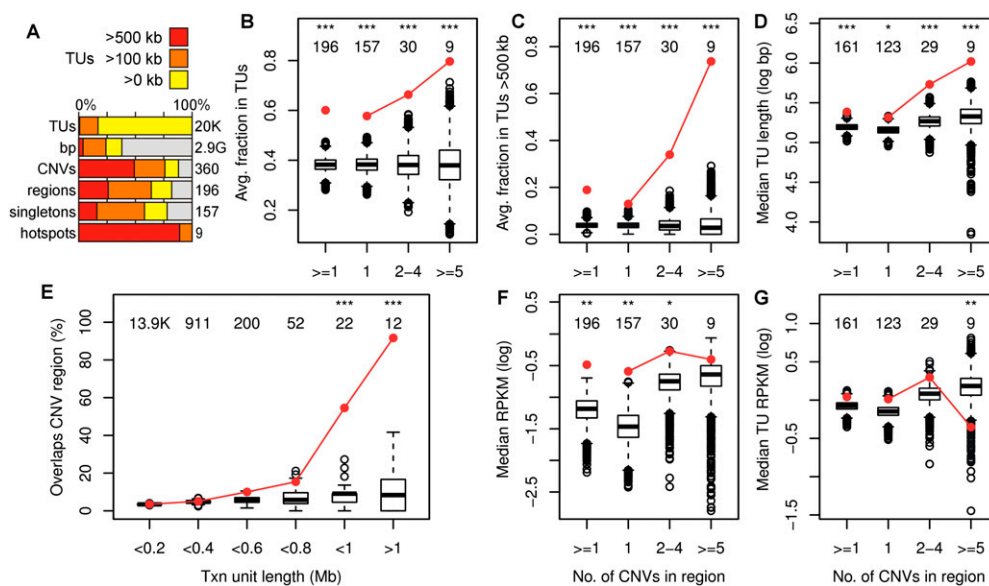 A
>500 kb
TUs >100 kb
>0 kb
0% 100%
TUs 20K
bp 2.9G
CNVs 360
regions 196
singletons 157
hotspots 9
B
Avg. fraction in TUs
*** *** *** ***
196 157 30 9
0.8
0.6
0.4
0.2
>=1 1 2−4 >=5
C
Avg. fraction in TUs >500 kb
*** *** *** ***
196 157 30 9
0.8
0.6
0.4
0.2
0.0
>=1 1 2−4 >=5
D
Median TU length (log bp)
*** * *** ***
161 123 29 9
6.0
5.5
5.0
4.5
4.0
>=1 1 2−4 >=5
E
Overlaps CNV region (%)
*** ***
13.9K 911 200 52 22 12
100
80
60
40
20
0
<0.2 <0.4 <0.6 <0.8 <1 >1
Txn unit length (Mb)
F
Median RPKM (log)
** ** *
196 157 30 9
0.5
−0.5
−1.5
−2.5
>=1 1 2−4 >=5
No. of CNVs in region
G
Median TU RPKM (log)
**
161 123 29 9
1.0
0.5
−0.5
−1.5
>=1 1 2−4 >=5
No. of CNVs in region